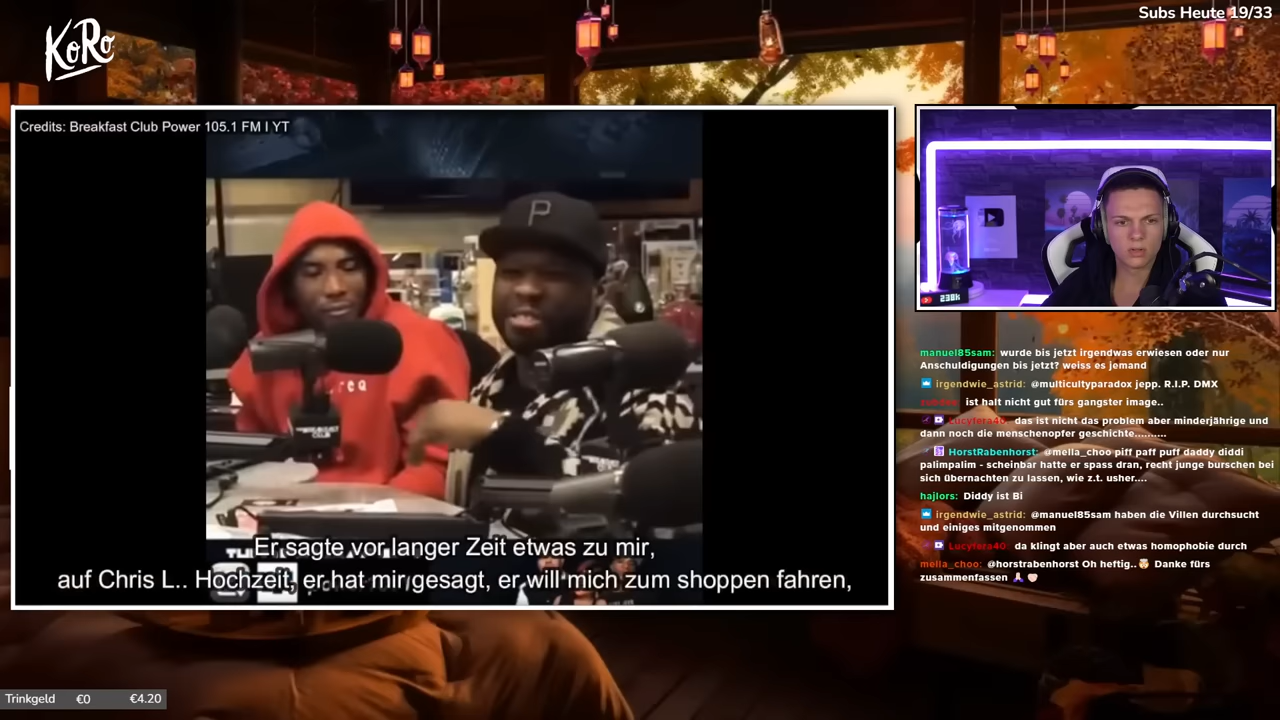 KoRo
Subs Heute 19/33
Credits: Breakfast Club Power 105.1 FM I YT
P
Er sagte vor langer Zeit etwas zu mir,
auf Chris L.. Hochzeit, er hat mir gesagt, er will mich zum shoppen fahren,
238k
manuel85sam: wurde bis jetzt irgendwas erwiesen oder nur
Anschuldigungen bis jetzt? weiss es jemand
irgendwie_astrid: @multicultyparadox jepp. R.I.P. DMX
ist halt nicht gut fürs gangster image..
Lucyfera40: das ist nicht das problem aber minderjährige und
dann noch die menschenopfer geschichte..........
HorstRabenhorst: @mella_choo piff paff puff daddy diddi
palimpalim - scheinbar hatte er spass dran, recht junge burschen bei
sich übernachten zu lassen, wie z.t. usher....
hajlors: Diddy ist Bi
irgendwie_astrid: @manuel85sam haben die Villen durchsucht
und einiges mitgenommen
Lucyfera40: da klingt aber auch etwas homophobie durch
mella_choo: @horstrabenhorst Oh heftig.. Danke fürs
zusammenfassen
Trinkgeld €0 €4.20